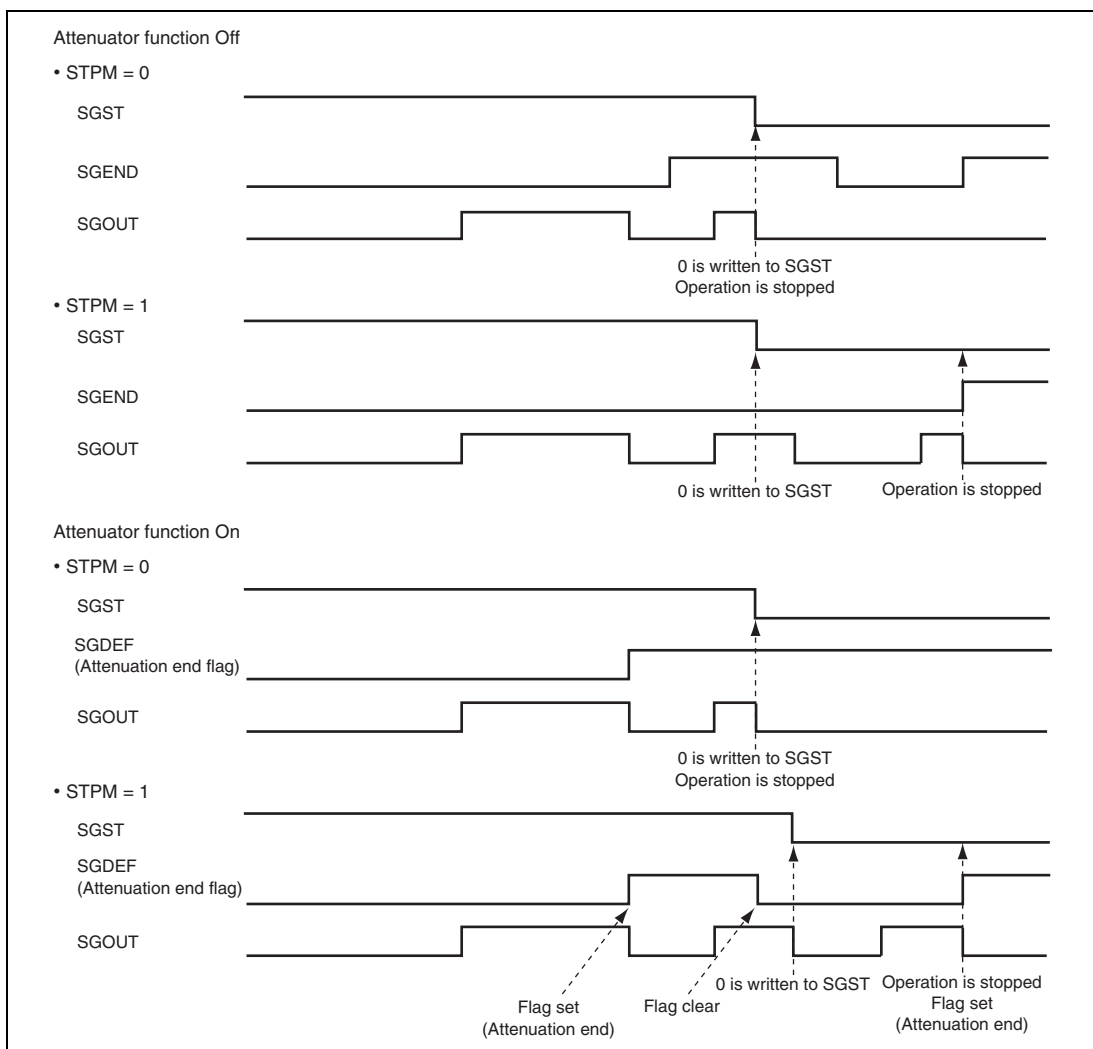 Attenuator function Off
• STPM = 0
SGST
SGEND
SGOUT
0 is written to SGST
Operation is stopped
• STPM = 1
SGST
SGEND
SGOUT
0 is written to SGST
Operation is stopped
Attenuator function On
• STPM = 0
SGST
SGDEF
(Attenuation end flag)
SGOUT
0 is written to SGST
Operation is stopped
• STPM = 1
SGST
SGDEF
(Attenuation end flag)
SGOUT
Flag set
(Attenuation end)
Flag clear
0 is written to SGST
Operation is stopped
Flag set
(Attenuation end)